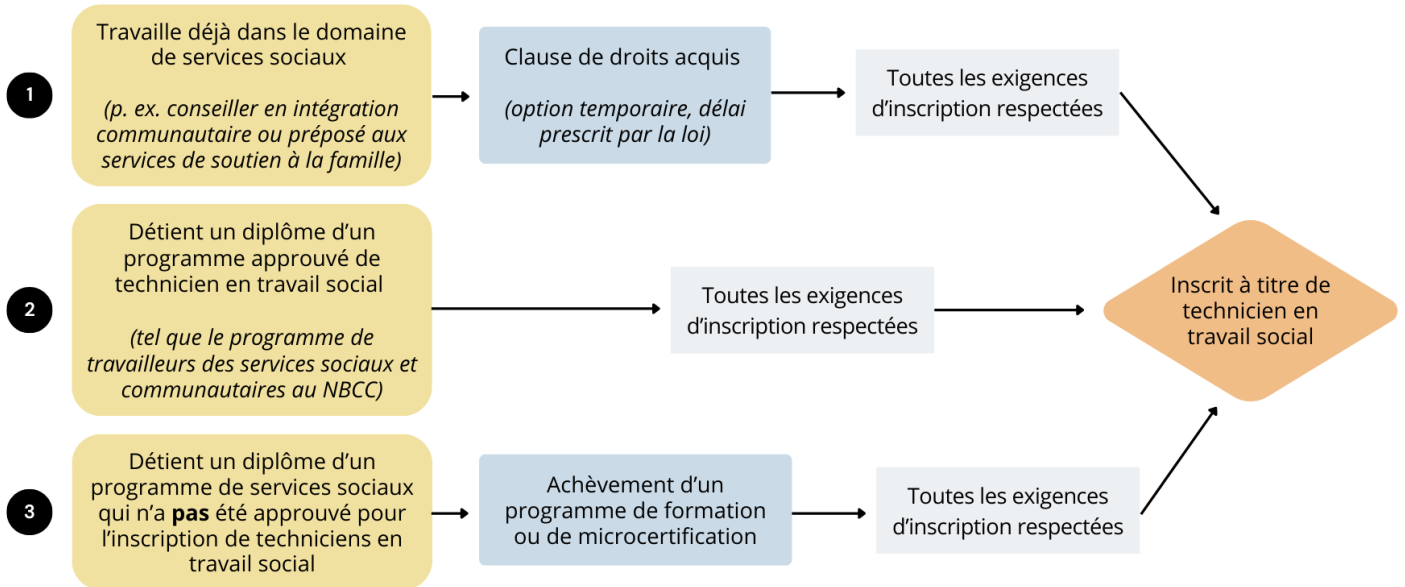 1
Travaille déjà dans le domaine
de services sociaux
(p. ex. conseiller en intégration
communautaire ou préposé aux
services de soutien à la famille)
Clause de droits acquis
(option temporaire, délai
prescrit par la loi)
Toutes les exigences
d’inscription respectées
2
Détient un diplôme d’un
programme approuvé de
technicien en travail social
(tel que le programme de
travailleurs des services sociaux et
communautaires au NBCC)
Toutes les exigences
d’inscription respectées
Inscrit à titre de
technicien en
travail social
3
Détient un diplôme d’un
programme de services sociaux
qui n’a pas été approuvé pour
l’inscription de techniciens en
travail social
Achèvement d’un
programme de formation
ou de microcertification
Toutes les exigences
d’inscription respectées